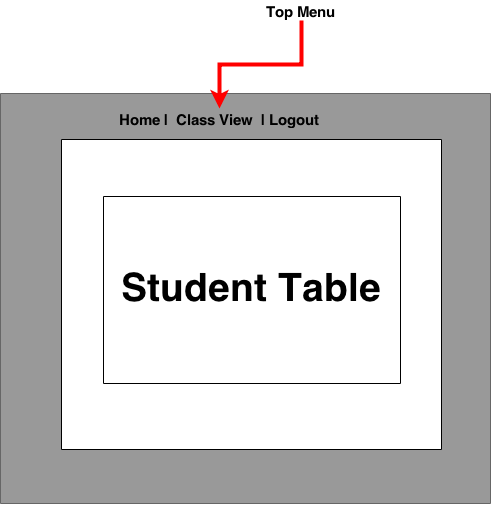 Top Menu
Home | Class View | Logout
Student Table